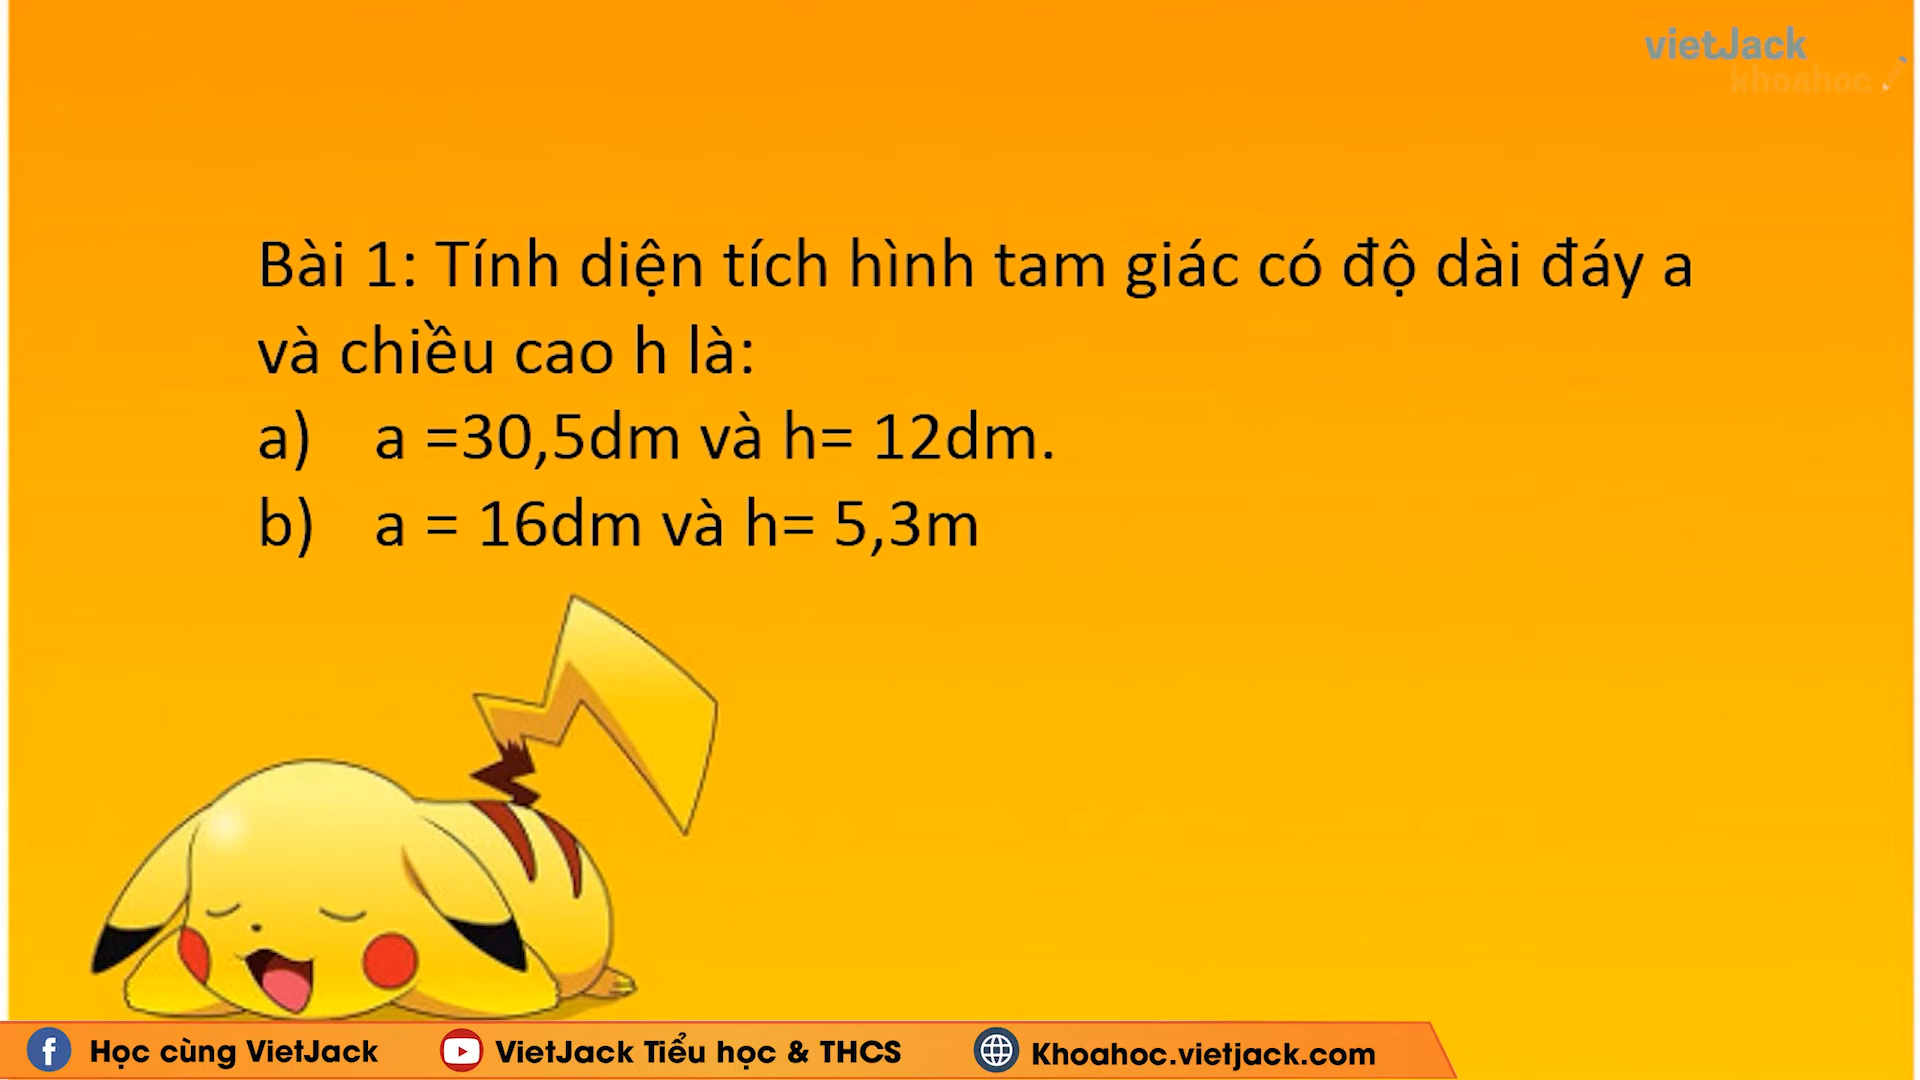 vietJack
khoahoc
Bài 1: Tính diện tích hình tam giác có độ dài đáy a
và chiều cao h là:
a) a =30,5dm và h= 12dm.
b) a = 16dm và h= 5,3m
Học cùng VietJack
VietJack Tiểu học & THCS
Khoahoc.vietjack.com